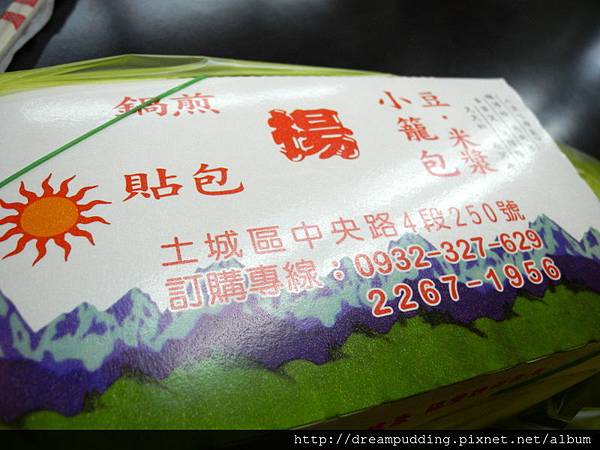 鍋煎
貼包
揚
小籠包
豆・米漿
土城區中央路4段250號
訂購專線：0932-327-629
2267-1956
http://dreampudding.pixnet.net/album